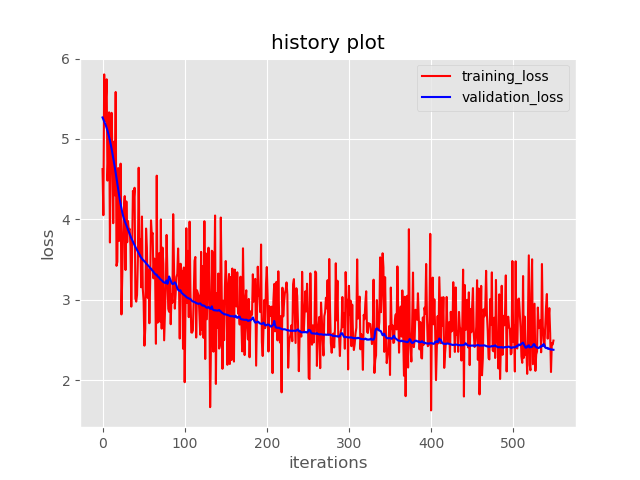 history plot
training_loss
validation_loss
6
5
4
3
2
loss
0 100 200 300 400 500
iterations